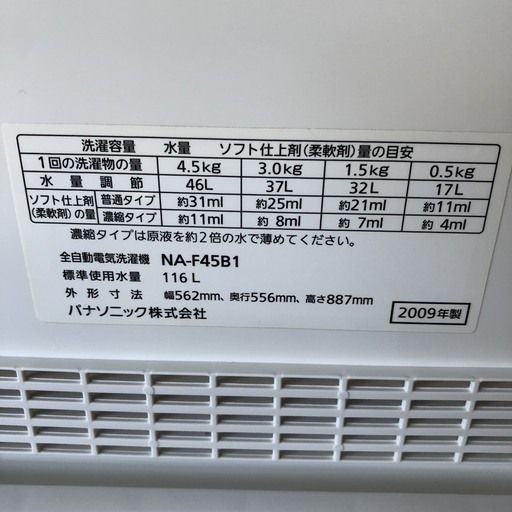 洗濯容量 水量 ソフト仕上剤(柔軟剤)量の目安
1回の洗濯物の量 4.5kg 3.0kg 1.5kg 0.5kg
水量調節 46L 37L 32L 17L
ソフト仕上剤(柔軟剤)の量 普通タイプ 約31ml 約25ml 約21ml 約11ml
濃縮タイプ 約11ml 約 8ml 約 7ml 約 4ml
濃縮タイプは原液を約2倍の水で薄めてください。
全自動電気洗濯機 NA-F45B1
標準使用水量 116 L
外形寸法 幅562mm、奥行556mm、高さ887mm
パナソニック株式会社 2009年製